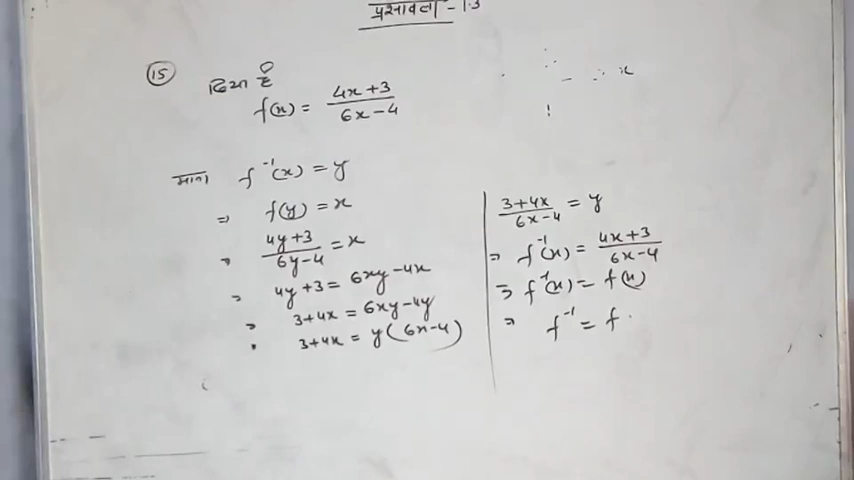 प्रश्नावली - 1.3
(15) दिया है
f(x) = (4x+3)/(6x-4)
माना f⁻¹(x) = y
⇒ f(y) = x
⇒ (4y+3)/(6y-4) = x
⇒ 4y+3 = 6xy-4x
⇒ 3+4x = 6xy-4y
⇒ 3+4x = y(6x-4)
(3+4x)/(6x-4) = y
⇒ f⁻¹(x) = (4x+3)/(6x-4)
⇒ f⁻¹(x) = f(x)
⇒ f⁻¹ = f.